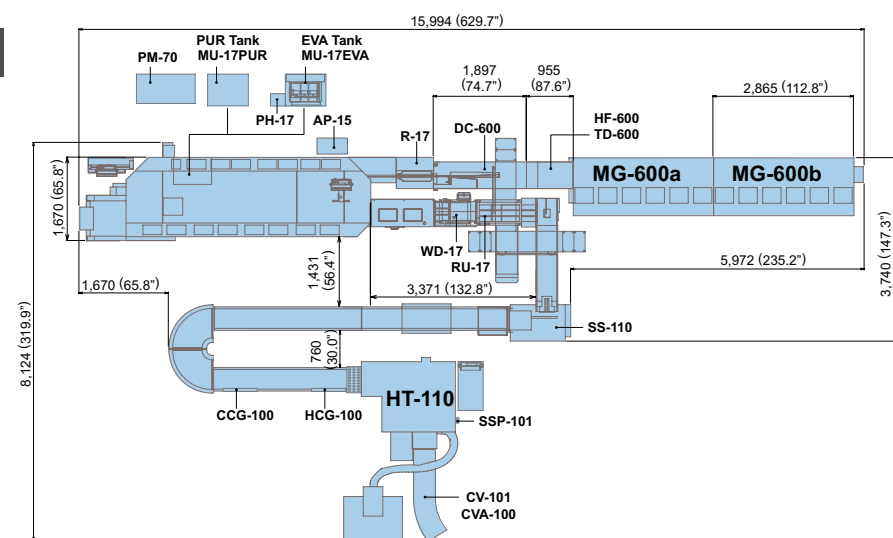 15,994 (629.7")
PUR Tank
MU-17PUR
EVA Tank
MU-17EVA
PM-70
PH-17
AP-15
R-17
1,897
(74.7")
955
(87.6")
DC-600
HF-600
TD-600
2,865 (112.8")
MG-600a
MG-600b
1,670 (65.8")
WD-17
RU-17
5,972 (235.2")
3,740 (147.3")
1,670 (65.8")
1,431
(56.4")
3,371 (132.8")
SS-110
8,124 (319.9")
760
(30.0")
HT-110
CCG-100
HCG-100
SSP-101
CV-101
CVA-100